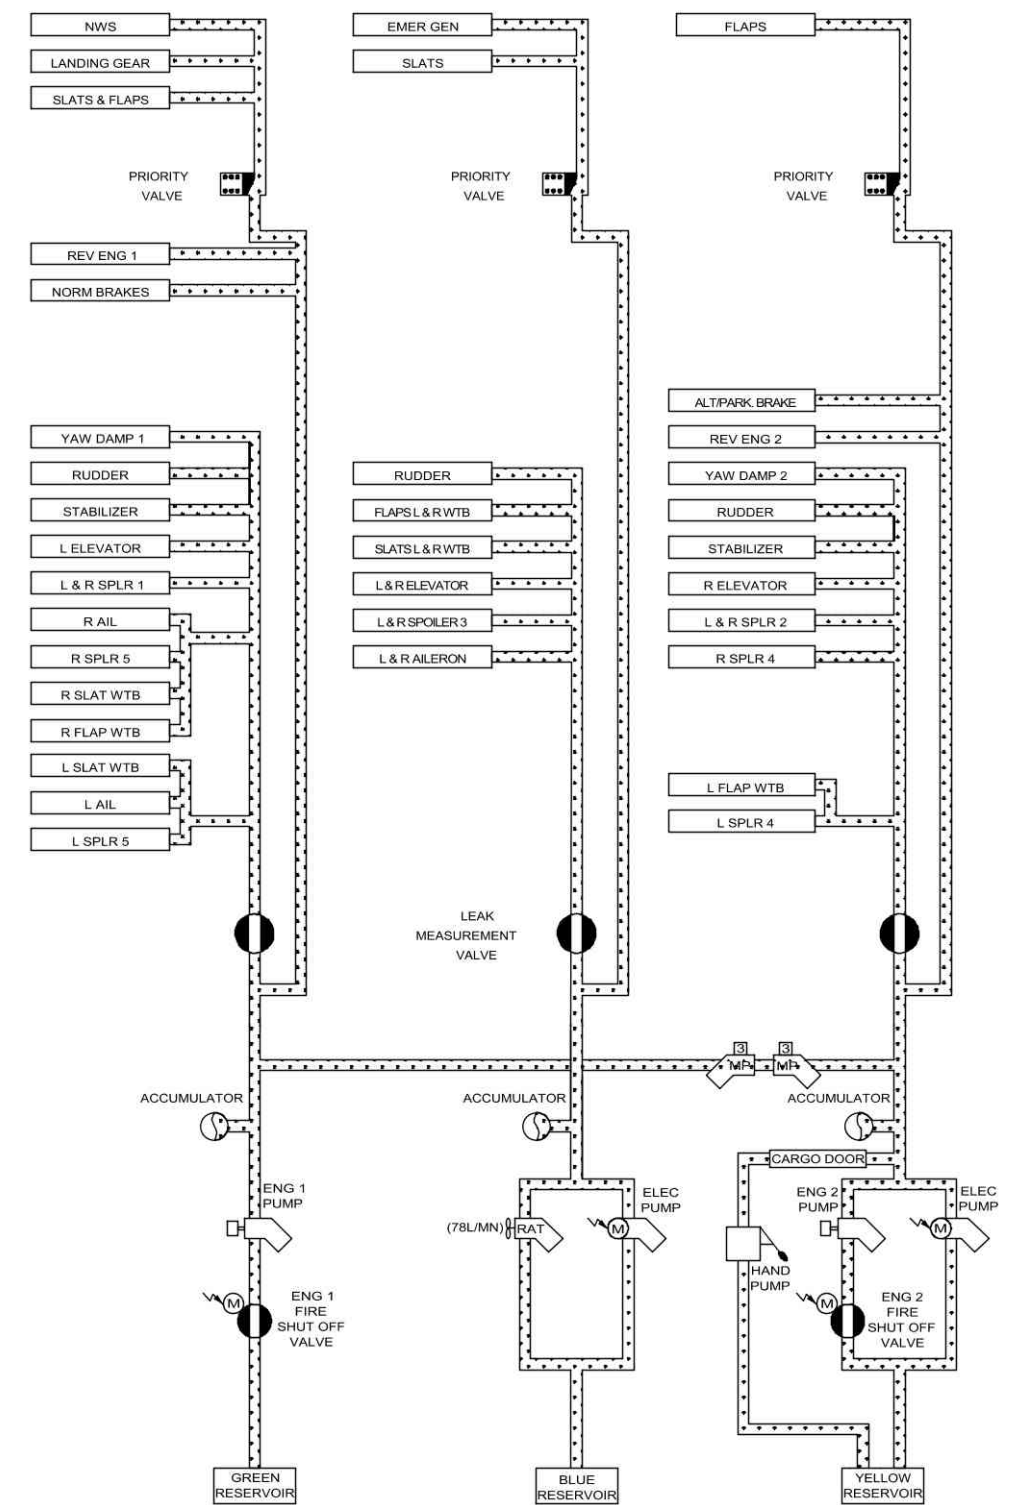 NWS
LANDING GEAR
SLATS & FLAPS
PRIORITY
VALVE
REV ENG 1
NORM BRAKES
YAW DAMP 1
RUDDER
STABILIZER
L ELEVATOR
L & R SPLR 1
R AIL
R SPLR 5
R SLAT WTB
R FLAP WTB
L SLAT WTB
L AIL
L SPLR 5
ACCUMULATOR
ENG 1
PUMP
M
ENG 1
FIRE
SHUT OFF
VALVE
GREEN
RESERVOIR
EMER GEN
SLATS
PRIORITY
VALVE
RUDDER
FLAPS L & R WTB
SLATS L & R WTB
L & R ELEVATOR
L & R SPOILER 3
L & R AILERON
LEAK
MEASUREMENT
VALVE
ACCUMULATOR
(78L/MN)
RAT
ELEC
PUMP
M
BLUE
RESERVOIR
FLAPS
PRIORITY
VALVE
ALT/PARK. BRAKE
REV ENG 2
YAW DAMP 2
RUDDER
STABILIZER
R ELEVATOR
L & R SPLR 2
R SPLR 4
L FLAP WTB
L SPLR 4
3 3
MP MP
ACCUMULATOR
CARGO DOOR
ENG 2
PUMP
ELEC
PUMP
M
HAND
PUMP
M
ENG 2
FIRE
SHUT OFF
VALVE
YELLOW
RESERVOIR